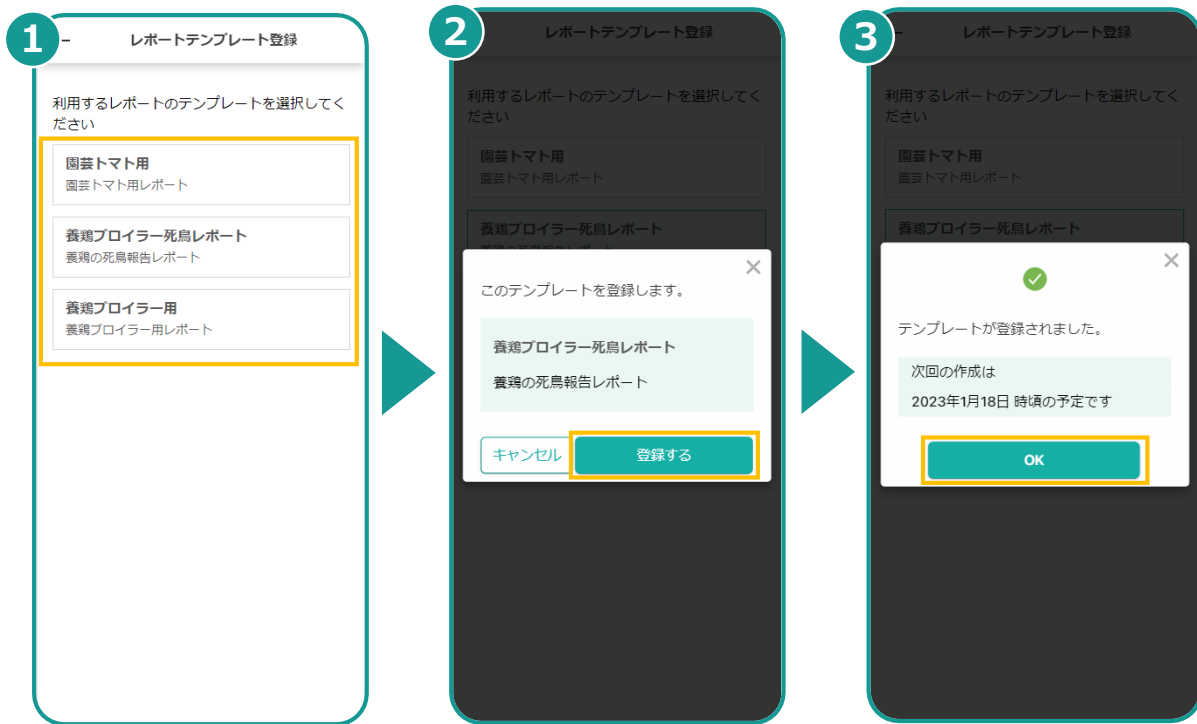 1
レポートテンプレート登録
利用するレポートのテンプレートを選択してく
ださい
園芸トマト用
園芸トマト用レポート
養鶏ブロイラー死鳥レポート
養鶏の死鳥報告レポート
養鶏ブロイラー用
養鶏ブロイラー用レポート
2
レポートテンプレート登録
利用するレポートのテンプレートを選択してく
ださい
園芸トマト用
園芸トマト用レポート
養鶏ブロイラー死鳥レポート
養鶏の死鳥報告レポート
このテンプレートを登録します。
養鶏ブロイラー死鳥レポート
養鶏の死鳥報告レポート
キャンセル
登録する
3
レポートテンプレート登録
利用するレポートのテンプレートを選択してく
ださい
園芸トマト用
園芸トマト用レポート
養鶏ブロイラー死鳥レポート
テンプレートが登録されました。
次回の作成は
2023年1月18日 時頃の予定です
OK